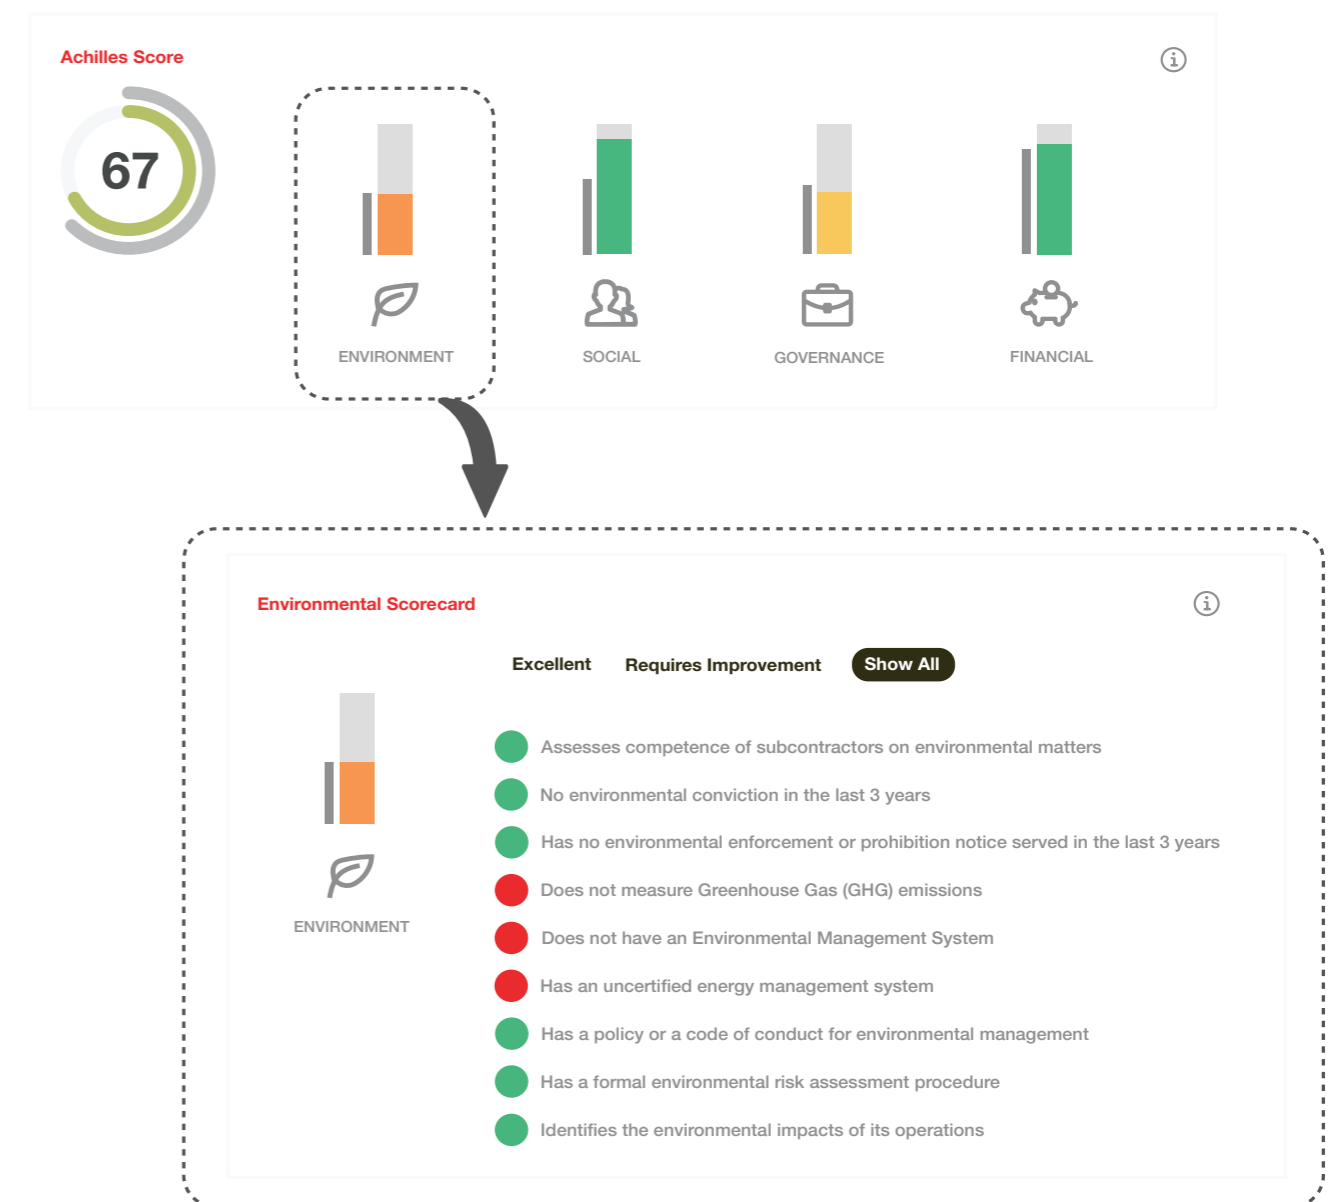 Achilles Score
67
ENVIRONMENT
SOCIAL
GOVERNANCE
FINANCIAL
Environmental Scorecard
Excellent
Requires Improvement
Show All
ENVIRONMENT
Assesses competence of subcontractors on environmental matters
No environmental conviction in the last 3 years
Has no environmental enforcement or prohibition notice served in the last 3 years
Does not measure Greenhouse Gas (GHG) emissions
Does not have an Environmental Management System
Has an uncertified energy management system
Has a policy or a code of conduct for environmental management
Has a formal environmental risk assessment procedure
Identifies the environmental impacts of its operations